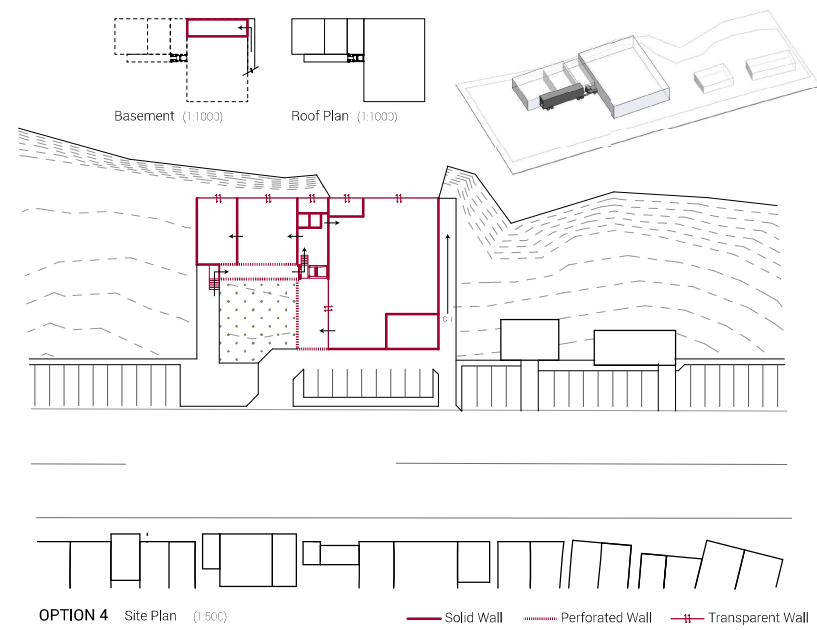 Basement (1:1000)
Roof Plan (1:1000)
OPTION 4 Site Plan (1:500)
Solid Wall
Perforated Wall
Transparent Wall